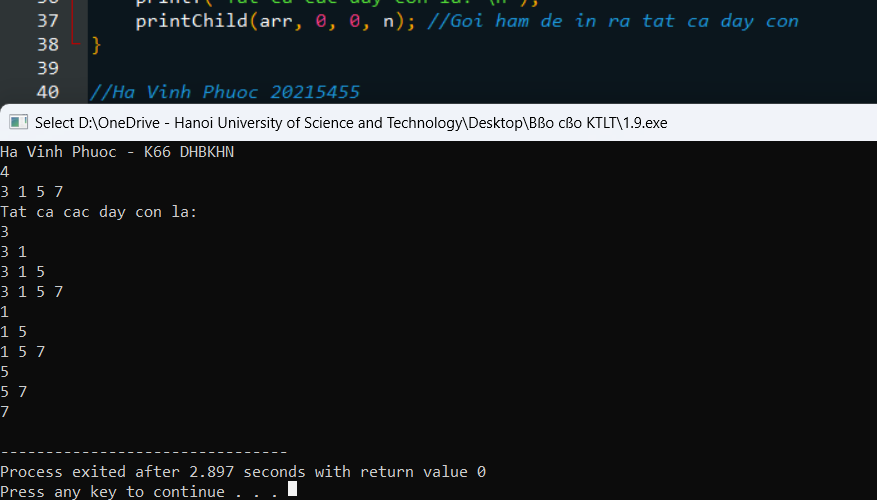 37 printChild(arr, 0, 0, n); //Goi ham de in ra tat ca day con
38 }
39
40 //Ha Vinh Phuoc 20215455
Select D:\OneDrive - Hanoi University of Science and Technology\Desktop\Bßo cßo KTLT\1.9.exe
Ha Vinh Phuoc - K66 DHBKHN
4
3 1 5 7
Tat ca cac day con la:
3
3 1
3 1 5
3 1 5 7
1
1 5
1 5 7
5
5 7
7
--------------------------------
Process exited after 2.897 seconds with return value 0
Press any key to continue . . .